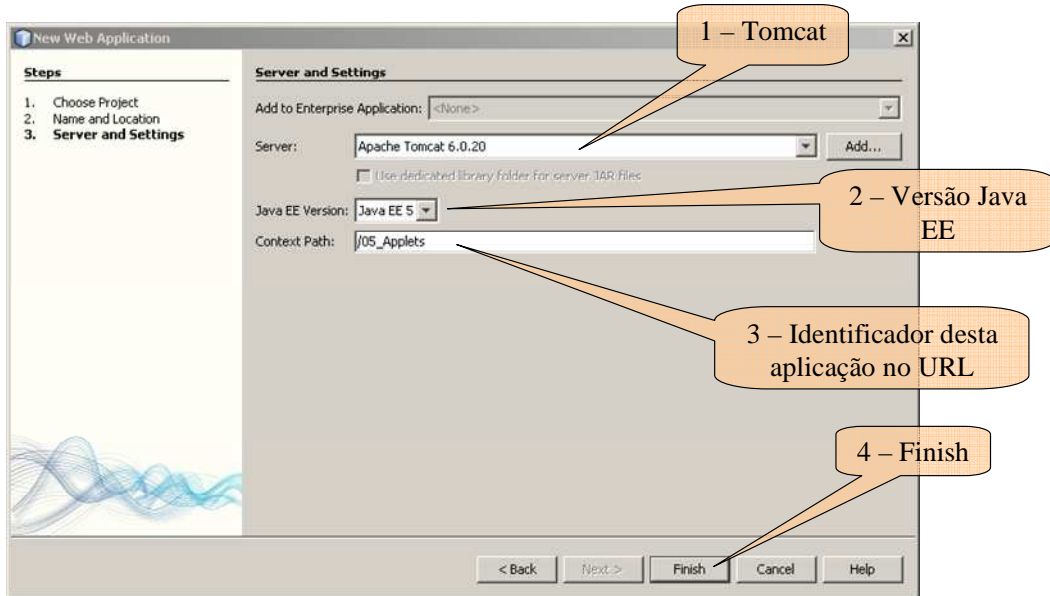 New Web Application
1 – Tomcat
Steps
1. Choose Project
2. Name and Location
3. Server and Settings
Server and Settings
Add to Enterprise Application: <None>
Server: Apache Tomcat 6.0.20 Add...
Use dedicated library folder for server JAR files
Java EE Version: Java EE 5
2 – Versão Java
EE
Context Path: /05_Applets
3 – Identificador desta
aplicação no URL
4 – Finish
< Back Next > Finish Cancel Help